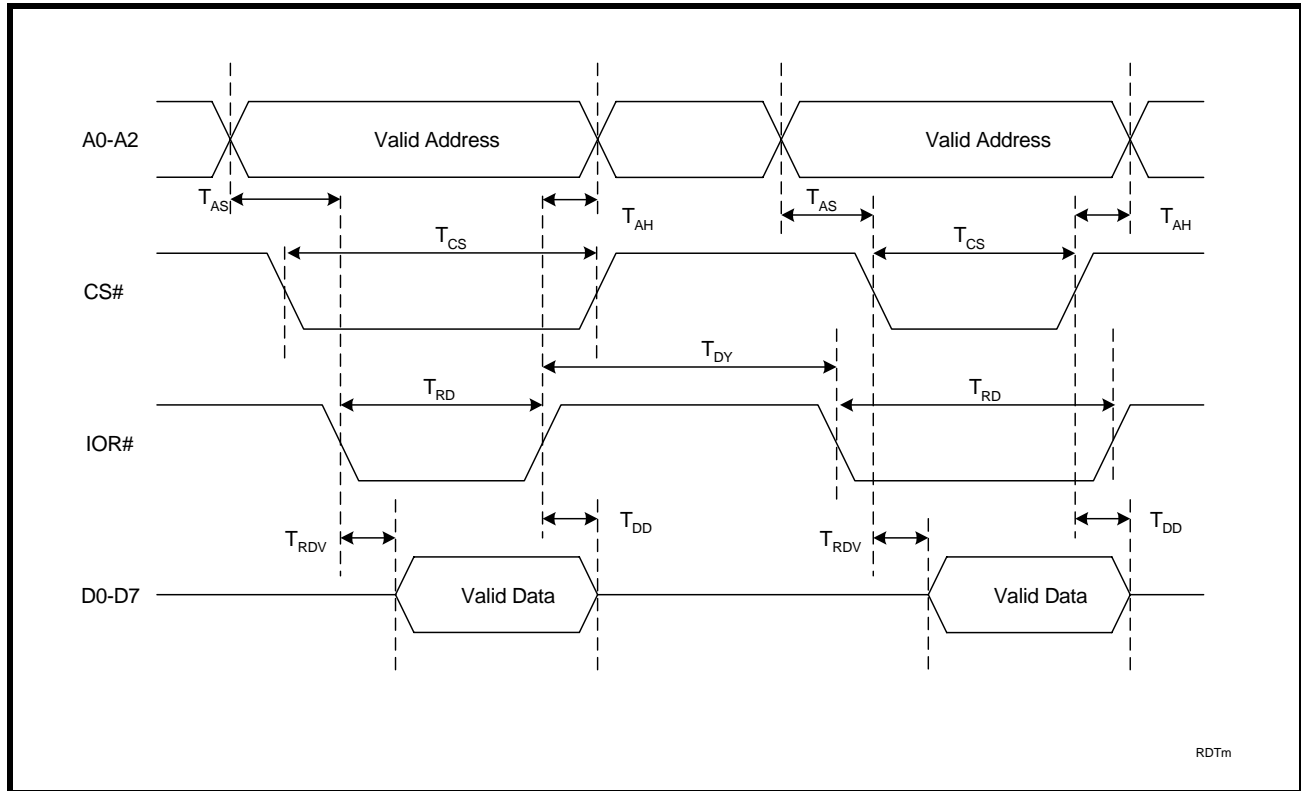 A0-A2
Valid Address
Valid Address
TAS
TAH
TAS
TAH
TCS
TCS
CS#
TDY
TRD
TRD
IOR#
TRDV
TDD
TRDV
TDD
D0-D7
Valid Data
Valid Data
RDTm